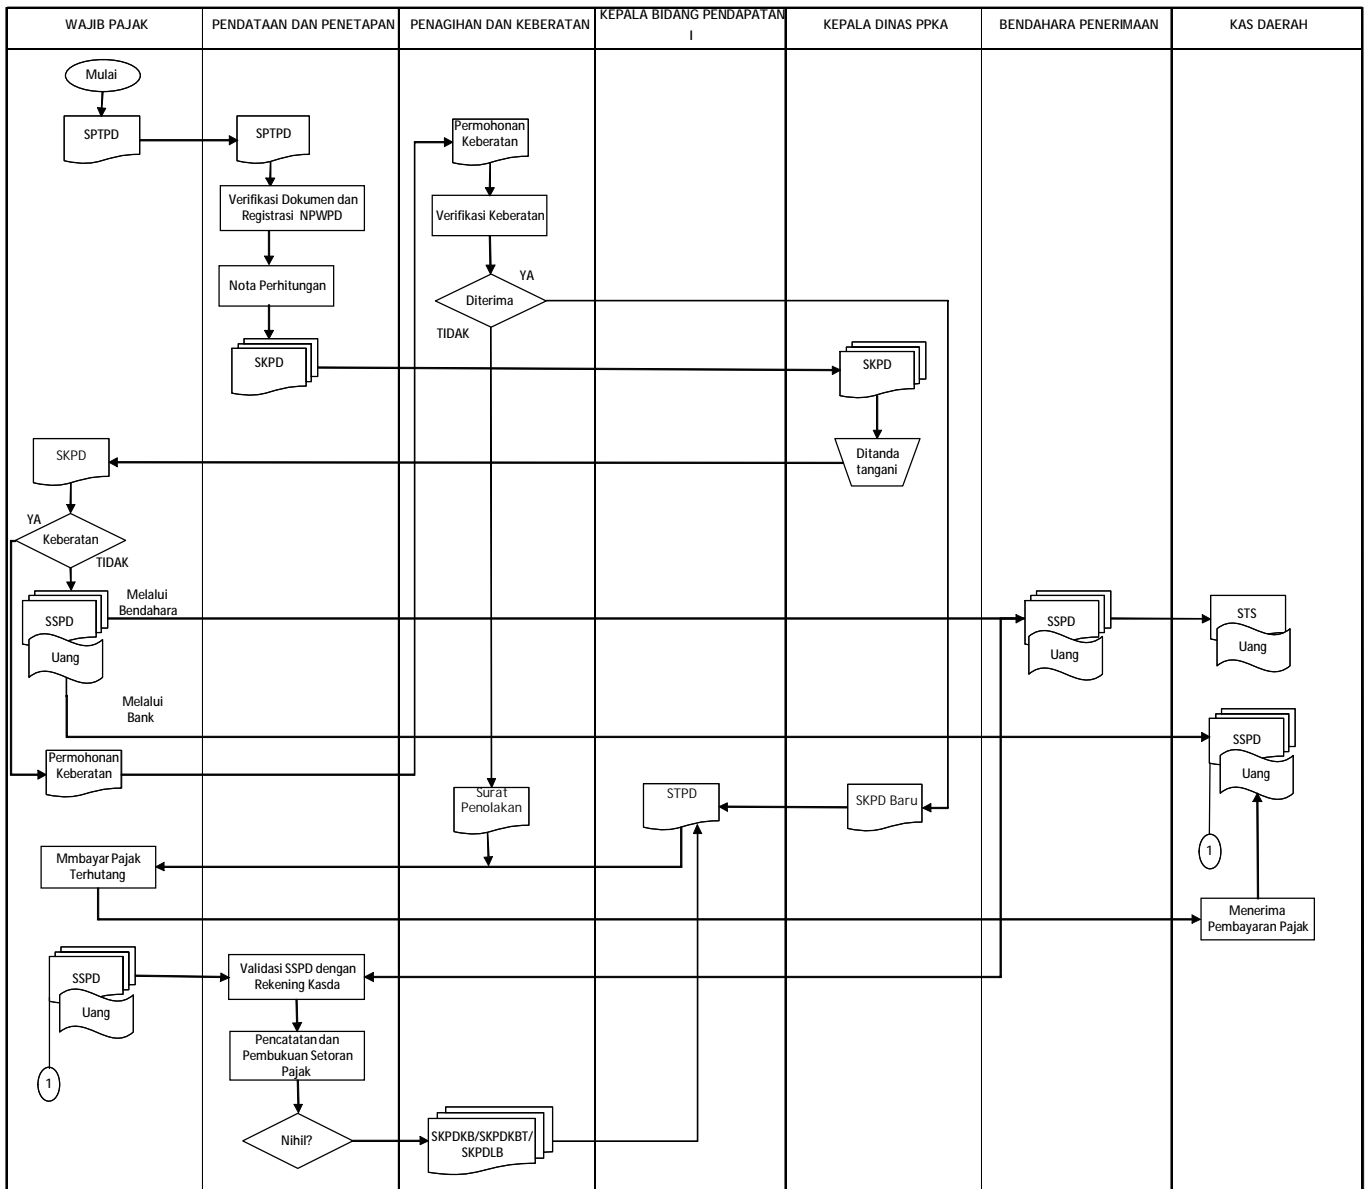 WAJIB PAJAK
PENDATAAN DAN PENETAPAN
PENAGIHAN DAN KEBERATAN
KEPALA BIDANG PENDAPATAN
I
KEPALA DINAS PPKA
BENDAHARA PENERIMAAN
KAS DAERAH
Mulai
SPTPD
SPTPD
Verifikasi Dokumen dan
Registrasi NPWPD
Nota Perhitungan
SKPD
Permohonan
Keberatan
Verifikasi Keberatan
Diterima
YA
TIDAK
SKPD
Ditanda
tangani
SKPD
YA
Keberatan
TIDAK
SSPD
Uang
Melalui
Bendahara
SSPD
Uang
STS
Uang
Melalui
Bank
SSPD
Uang
1
Permohonan
Keberatan
Surat
Penolakan
STPD
SKPD Baru
Mmbayar Pajak
Terhutang
Menerima
Pembayaran Pajak
SSPD
Uang
1
Validasi SSPD dengan
Rekening Kasda
Pencatatan dan
Pembukuan Setoran
Pajak
Nihil?
SKPDKB/SKPDKBT/
SKPDLB